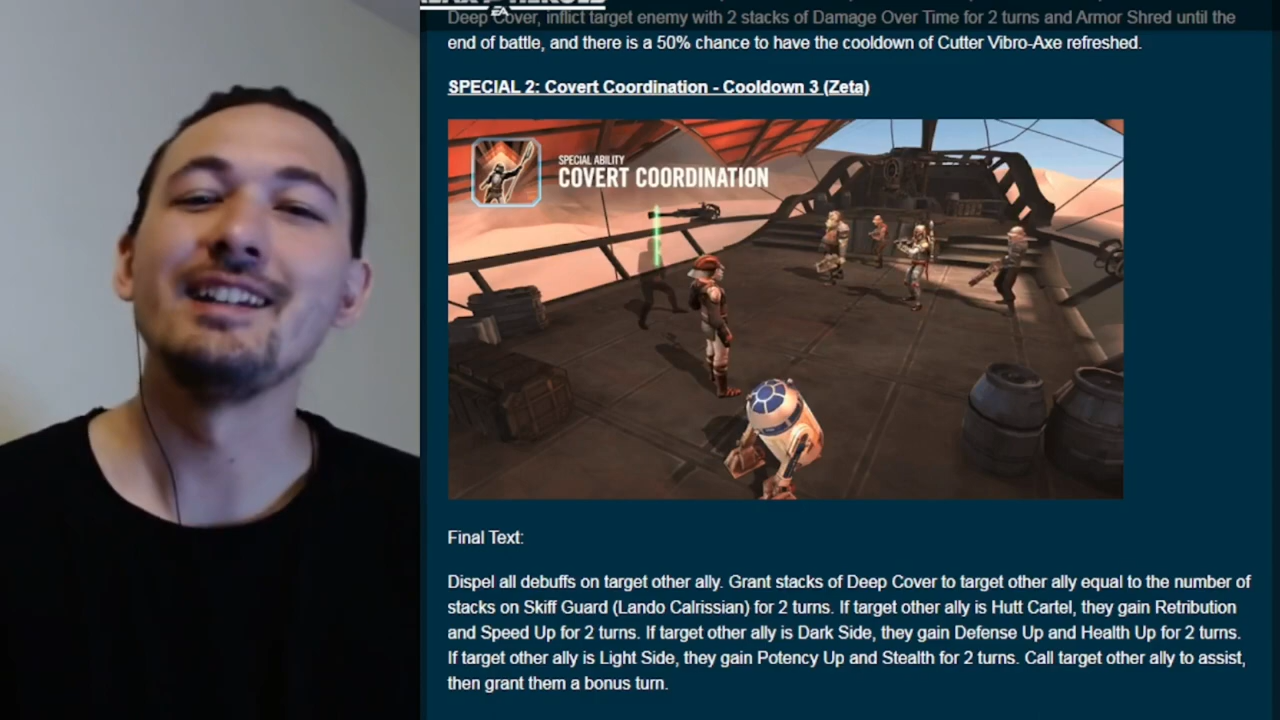 EA
Deep Cover, inflict target enemy with 2 stacks of Damage Over Time for 2 turns and Armor Shred until the
end of battle, and there is a 50% chance to have the cooldown of Cutter Vibro-Axe refreshed.
SPECIAL 2: Covert Coordination - Cooldown 3 (Zeta)
SPECIAL ABILITY
COVERT COORDINATION
Final Text:
Dispel all debuffs on target other ally. Grant stacks of Deep Cover to target other ally equal to the number of
stacks on Skiff Guard (Lando Calrissian) for 2 turns. If target other ally is Hutt Cartel, they gain Retribution
and Speed Up for 2 turns. If target other ally is Dark Side, they gain Defense Up and Health Up for 2 turns.
If target other ally is Light Side, they gain Potency Up and Stealth for 2 turns. Call target other ally to assist,
then grant them a bonus turn.